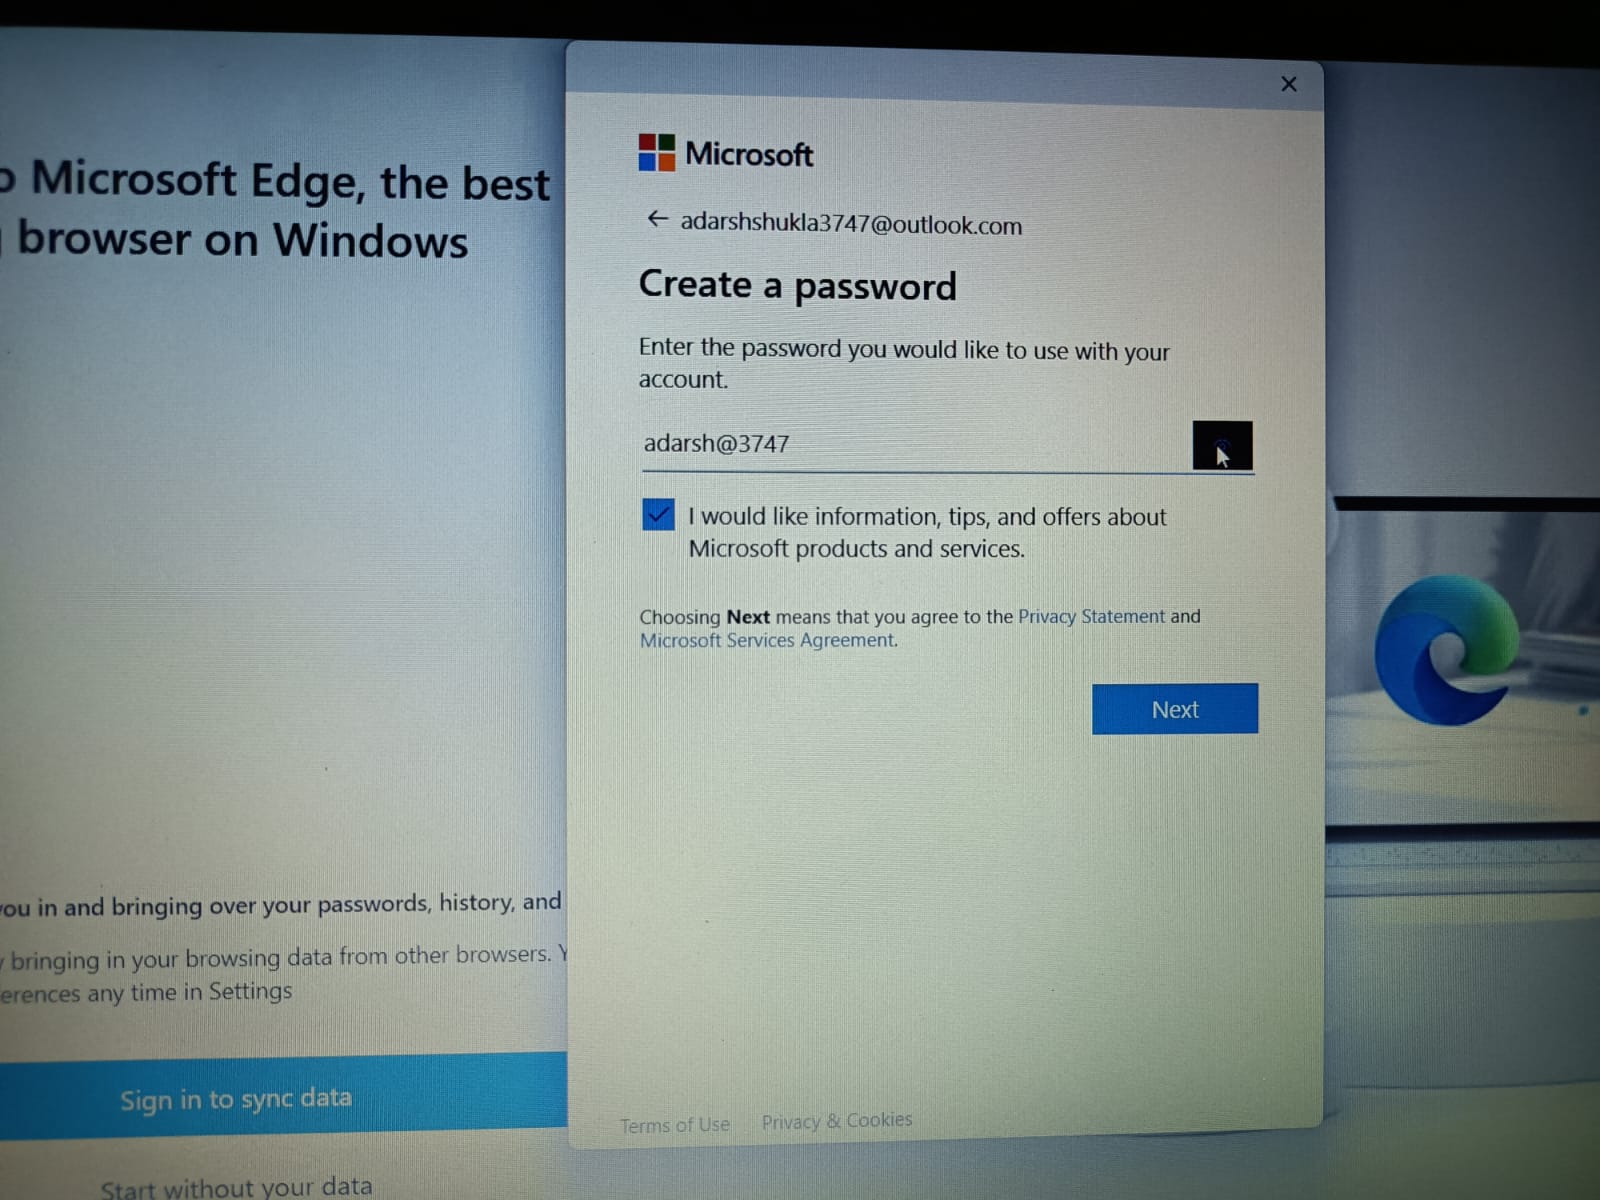 Microsoft Edge, the best
browser on Windows
you in and bringing over your passwords, history, and
bringing in your browsing data from other browsers.
any time in Settings
Sign in to sync data
Start without your data
Microsoft
← adarshshukla3747@outlook.com
Create a password
Enter the password you would like to use with your
account.
adarsh@3747
I would like information, tips, and offers about
Microsoft products and services.
Choosing Next means that you agree to the Privacy Statement and
Microsoft Services Agreement.
Next
Terms of Use Privacy & Cookies